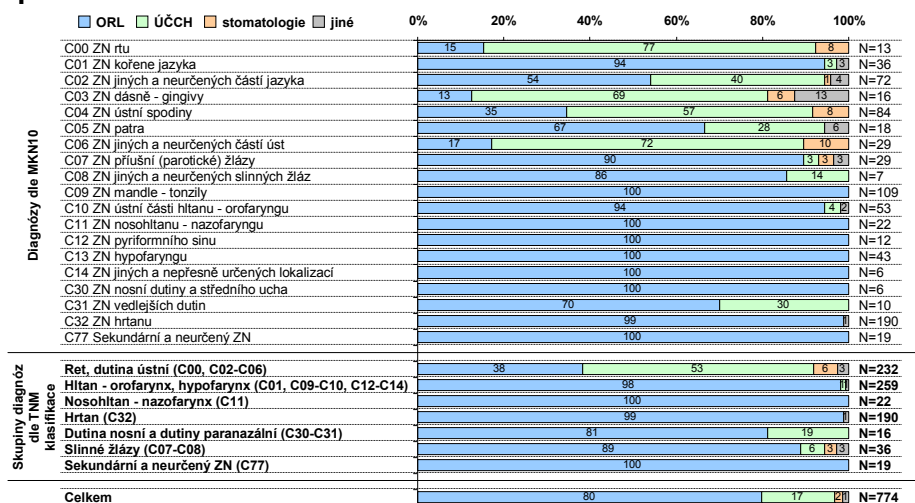 ORL ÚČCH stomatologie jiné
0% 20% 40% 60% 80% 100%
Diagnózy dle MKN10
C00 ZN rtu 15 77 8 N=13
C01 ZN kořene jazyka 94 3 3 N=36
C02 ZN jiných a neurčených částí jazyka 54 40 1 4 N=72
C03 ZN dásně - gingivy 13 69 6 13 N=16
C04 ZN ústní spodiny 35 57 8 N=84
C05 ZN patra 67 28 6 N=18
C06 ZN jiných a neurčených částí úst 17 72 10 N=29
C07 ZN příušní (parotické) žlázy 90 3 3 3 N=29
C08 ZN jiných a neurčených slinných žláz 86 14 N=7
C09 ZN mandle - tonzily 100 N=109
C10 ZN ústní části hltanu - orofaryngu 94 4 2 N=53
C11 ZN nosohltanu - nazofaryngu 100 N=22
C12 ZN pyriformního sinu 100 N=12
C13 ZN hypofaryngu 100 N=43
C14 ZN jiných a nepřesně určených lokalizací 100 N=6
C30 ZN nosní dutiny a středního ucha 100 N=6
C31 ZN vedlejších dutin 70 30 N=10
C32 ZN hrtanu 99 1 N=190
C77 Sekundární a neurčený ZN 100 N=19
Skupiny diagnóz
dle TNM
klasifikace
Ret, dutina ústní (C00, C02-C06) 38 53 6 3 N=232
Hltan - orofarynx, hypofarynx (C01, C09-C10, C12-C14) 98 1 1 N=259
Nosohltan - nazofarynx (C11) 100 N=22
Hrtan (C32) 99 1 N=190
Dutina nosní a dutiny paranazální (C30-C31) 81 19 N=16
Slinné žlázy (C07-C08) 89 6 3 3 N=36
Sekundární a neurčený ZN (C77) 100 N=19
Celkem 80 17 2 1 N=774